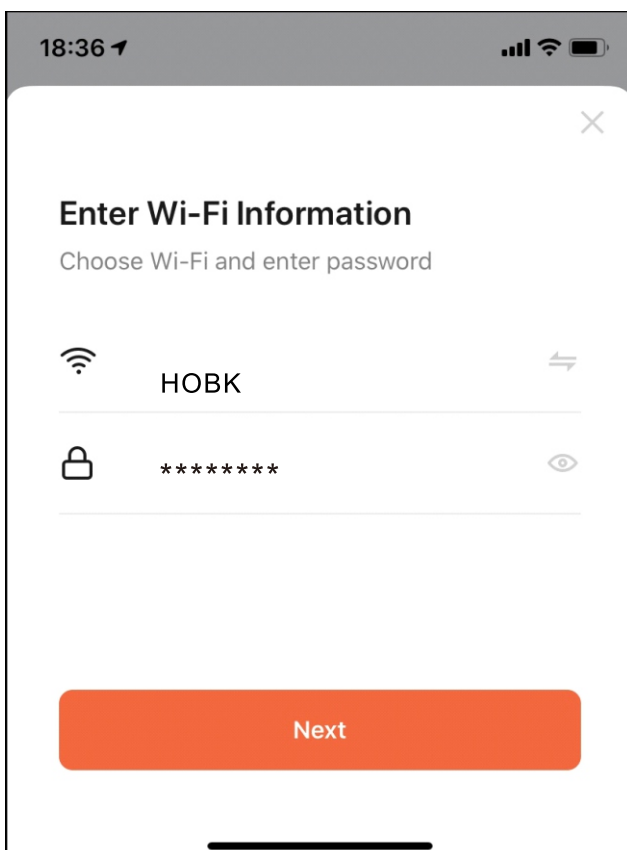 18:36
Enter Wi-Fi Information
Choose Wi-Fi and enter password
HOBK
********
Next